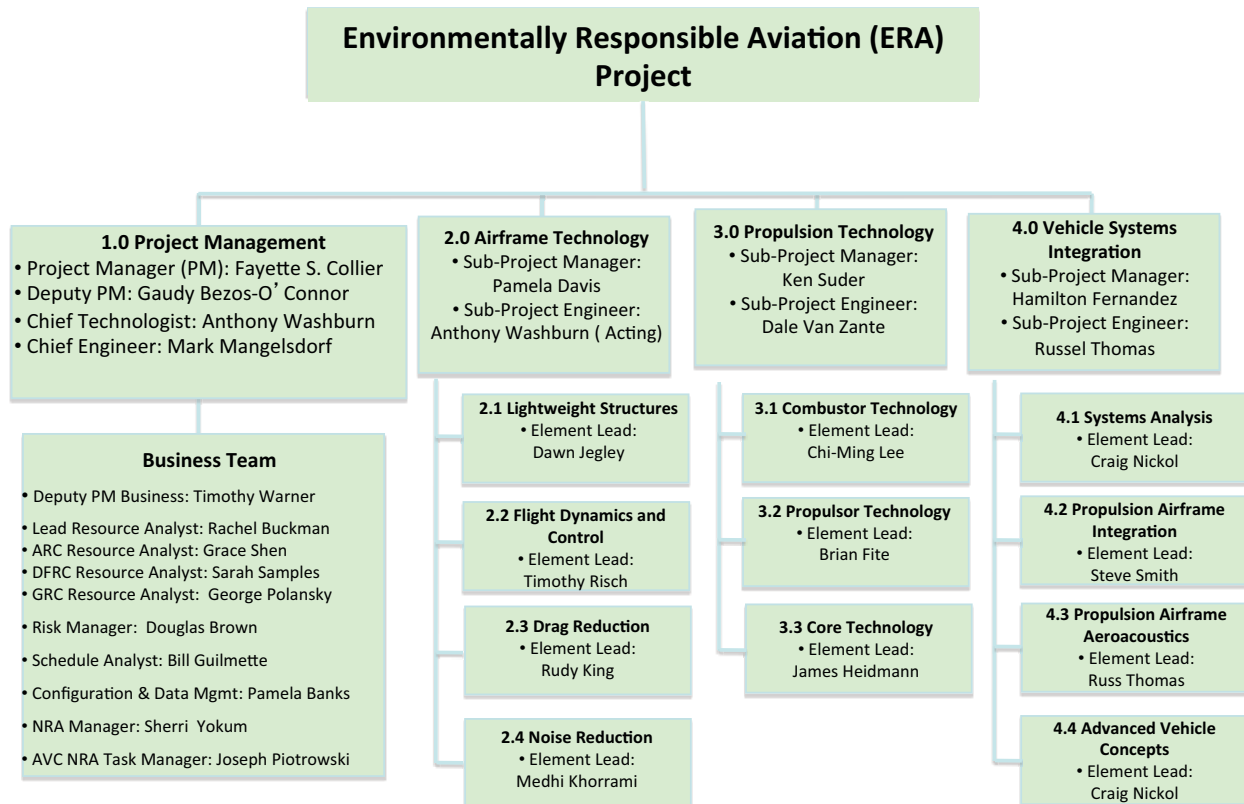 Environmentally Responsible Aviation (ERA)
Project
1.0 Project Management
• Project Manager (PM): Fayette S. Collier
• Deputy PM: Gaudy Bezos-O’ Connor
• Chief Technologist: Anthony Washburn
• Chief Engineer: Mark Mangelsdorf
Business Team
• Deputy PM Business: Timothy Warner
• Lead Resource Analyst: Rachel Buckman
• ARC Resource Analyst: Grace Shen
• DFRC Resource Analyst: Sarah Samples
• GRC Resource Analyst: George Polansky
• Risk Manager: Douglas Brown
• Schedule Analyst: Bill Guilmette
• Configuration & Data Mgmt: Pamela Banks
• NRA Manager: Sherri Yokum
• AVC NRA Task Manager: Joseph Piotrowski
2.0 Airframe Technology
• Sub-Project Manager:
Pamela Davis
• Sub-Project Engineer:
Anthony Washburn ( Acting)
2.1 Lightweight Structures
• Element Lead:
Dawn Jegley
2.2 Flight Dynamics and
Control
• Element Lead:
Timothy Risch
2.3 Drag Reduction
• Element Lead:
Rudy King
2.4 Noise Reduction
• Element Lead:
Medhi Khorrami
3.0 Propulsion Technology
• Sub-Project Manager:
Ken Suder
• Sub-Project Engineer:
Dale Van Zante
3.1 Combustor Technology
• Element Lead:
Chi-Ming Lee
3.2 Propulsor Technology
• Element Lead:
Brian Fite
3.3 Core Technology
• Element Lead:
James Heidmann
4.0 Vehicle Systems
Integration
• Sub-Project Manager:
Hamilton Fernandez
• Sub-Project Engineer:
Russel Thomas
4.1 Systems Analysis
• Element Lead:
Craig Nickol
4.2 Propulsion Airframe
Integration
• Element Lead:
Steve Smith
4.3 Propulsion Airframe
Aeroacoustics
• Element Lead:
Russ Thomas
4.4 Advanced Vehicle
Concepts
• Element Lead:
Craig Nickol